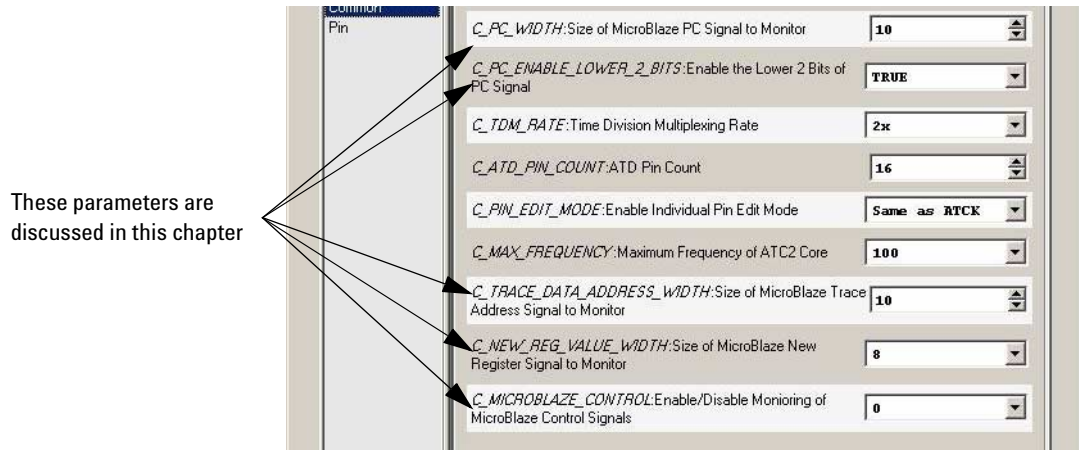 Common
Pin
C_PC_WIDTH:Size of MicroBlaze PC Signal to Monitor
10
C_PC_ENABLE_LOWER_2_BITS:Enable the Lower 2 Bits of
PC Signal
TRUE
C_TDM_RATE:Time Division Multiplexing Rate
2x
C_ATD_PIN_COUNT:ATD Pin Count
16
These parameters are
discussed in this chapter
C_PIN_EDIT_MODE:Enable Individual Pin Edit Mode
Same as ATCK
C_MAX_FREQUENCY:Maximum Frequency of ATC2 Core
100
C_TRACE_DATA_ADDRESS_WIDTH:Size of MicroBlaze Trace
Address Signal to Monitor
10
C_NEW_REG_VALUE_WIDTH:Size of MicroBlaze New
Register Signal to Monitor
8
C_MICROBLAZE_CONTROL:Enable/Disable Monioring of
MicroBlaze Control Signals
0